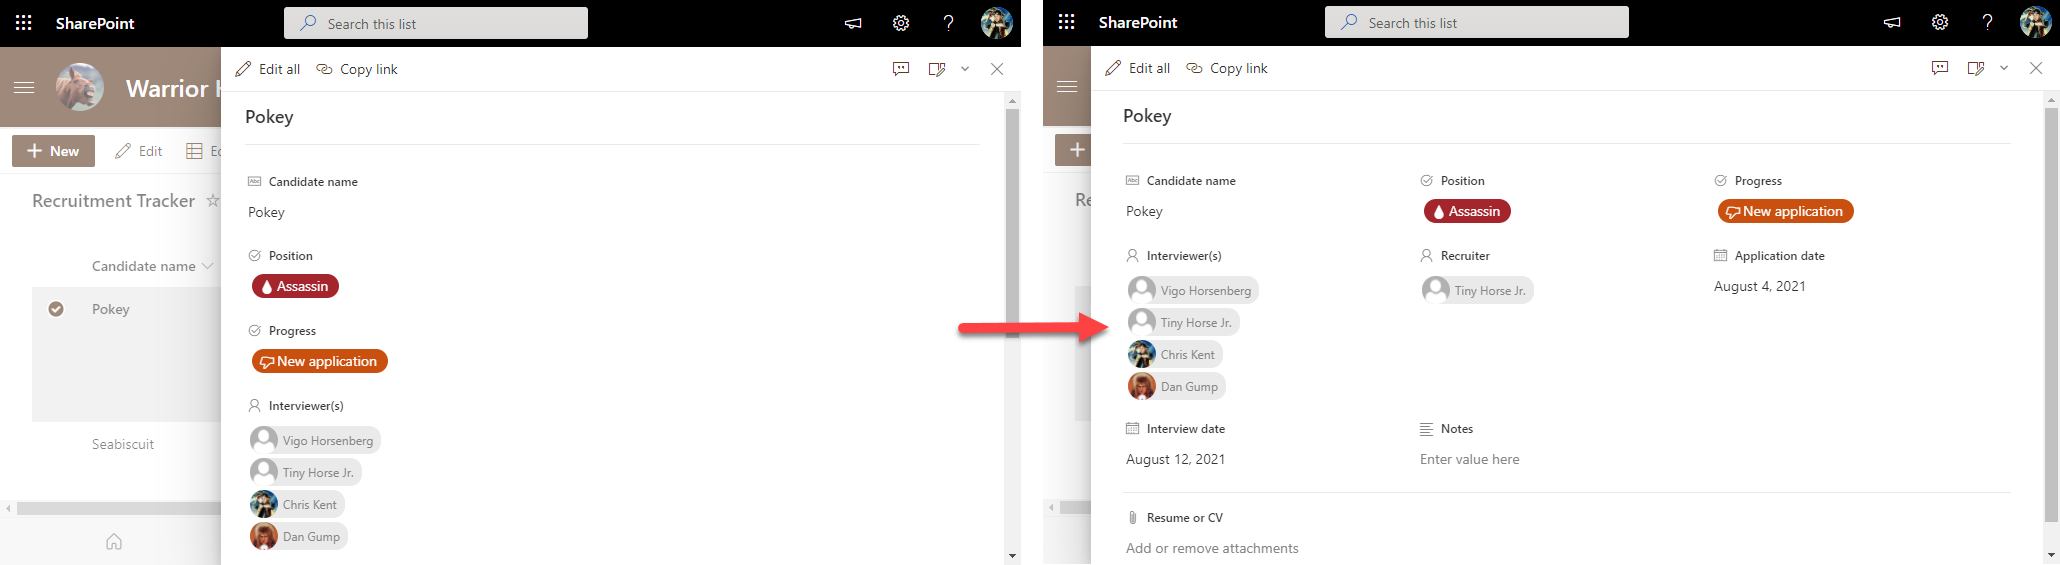 SharePoint
Search this list
Edit all
Copy link
Warrior H
Pokey
New
Edit
Ec
Abc Candidate name
Recruitment Tracker
Pokey
Position
Candidate name
Assassin
Pokey
Progress
New application
Interviewer(s)
Vigo Horsenberg
Seabiscuit
Tiny Horse Jr.
Chris Kent
Dan Gump
SharePoint
Search this list
Edit all
Copy link
Pokey
Abc Candidate name
Position
Progress
Re
Pokey
Assassin
New application
Interviewer(s)
Recruiter
Application date
Vigo Horsenberg
Tiny Horse Jr.
August 4, 2021
Tiny Horse Jr.
Chris Kent
Dan Gump
Interview date
Notes
August 12, 2021
Enter value here
Resume or CV
Add or remove attachments